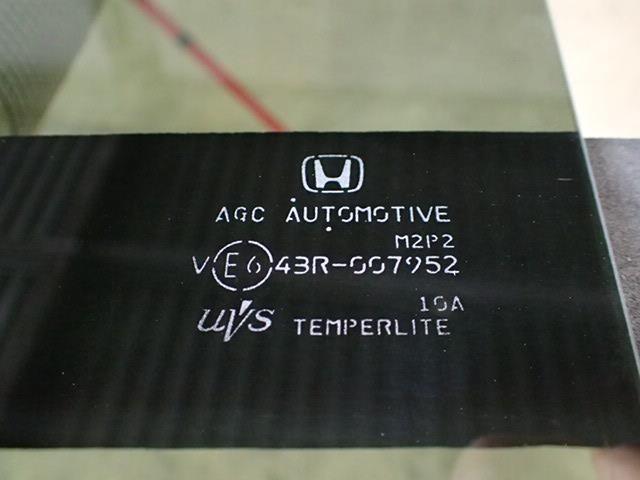 AGC AUTOMOTIVE
M2P2
V E6 43R-007952
10A
UVS TEMPERLITE